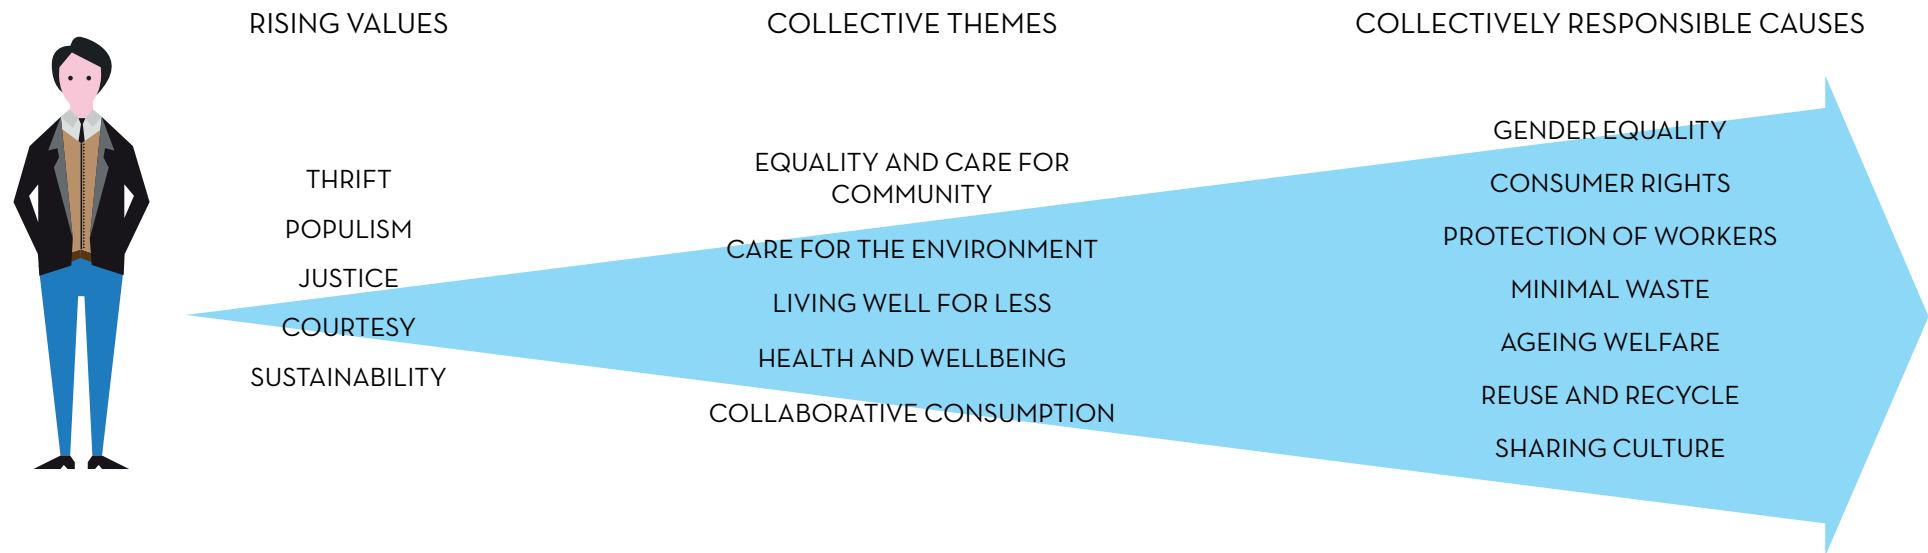 RISING VALUES
COLLECTIVE THEMES
COLLECTIVELY RESPONSIBLE CAUSES
THRIFT
POPULISM
JUSTICE
COURTESY
SUSTAINABILITY
EQUALITY AND CARE FOR
COMMUNITY
CARE FOR THE ENVIRONMENT
LIVING WELL FOR LESS
HEALTH AND WELLBEING
COLLABORATIVE CONSUMPTION
GENDER EQUALITY
CONSUMER RIGHTS
PROTECTION OF WORKERS
MINIMAL WASTE
AGEING WELFARE
REUSE AND RECYCLE
SHARING CULTURE